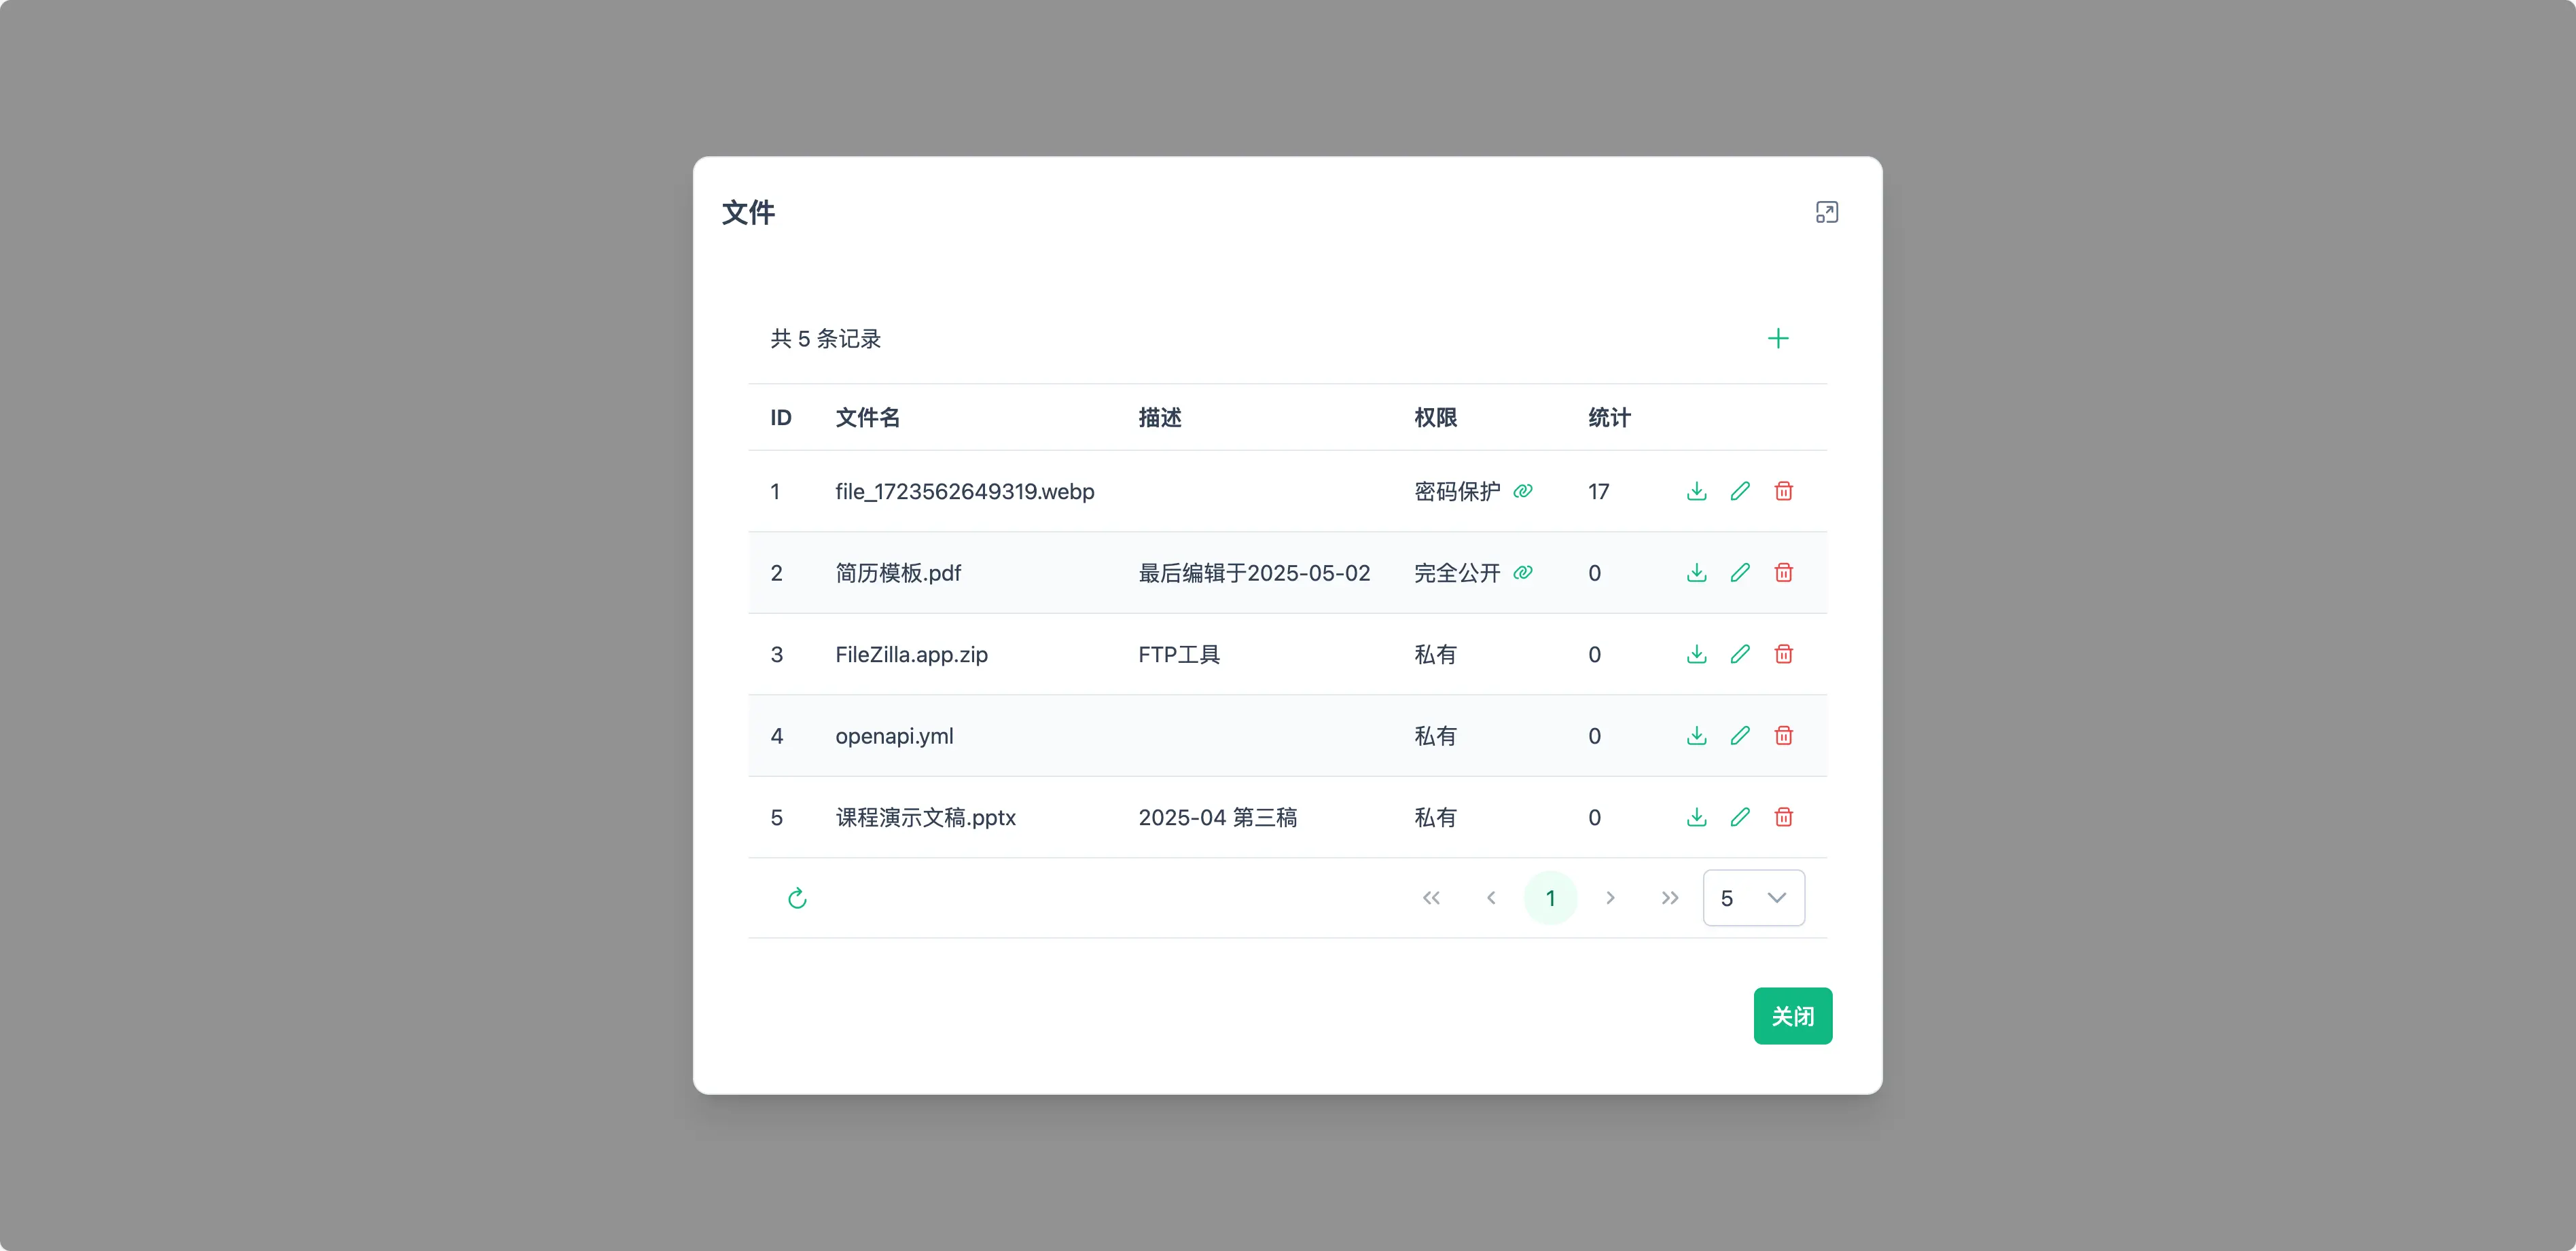 文件
共 5 条记录
ID 文件名 描述 权限 统计
1 file_1723562649319.webp 密码保护 17
2 简历模板.pdf 最后编辑于2025-05-02 完全公开 0
3 FileZilla.app.zip FTP工具 私有 0
4 openapi.yml 私有 0
5 课程演示文稿.pptx 2025-04 第三稿 私有 0
1 5
关闭